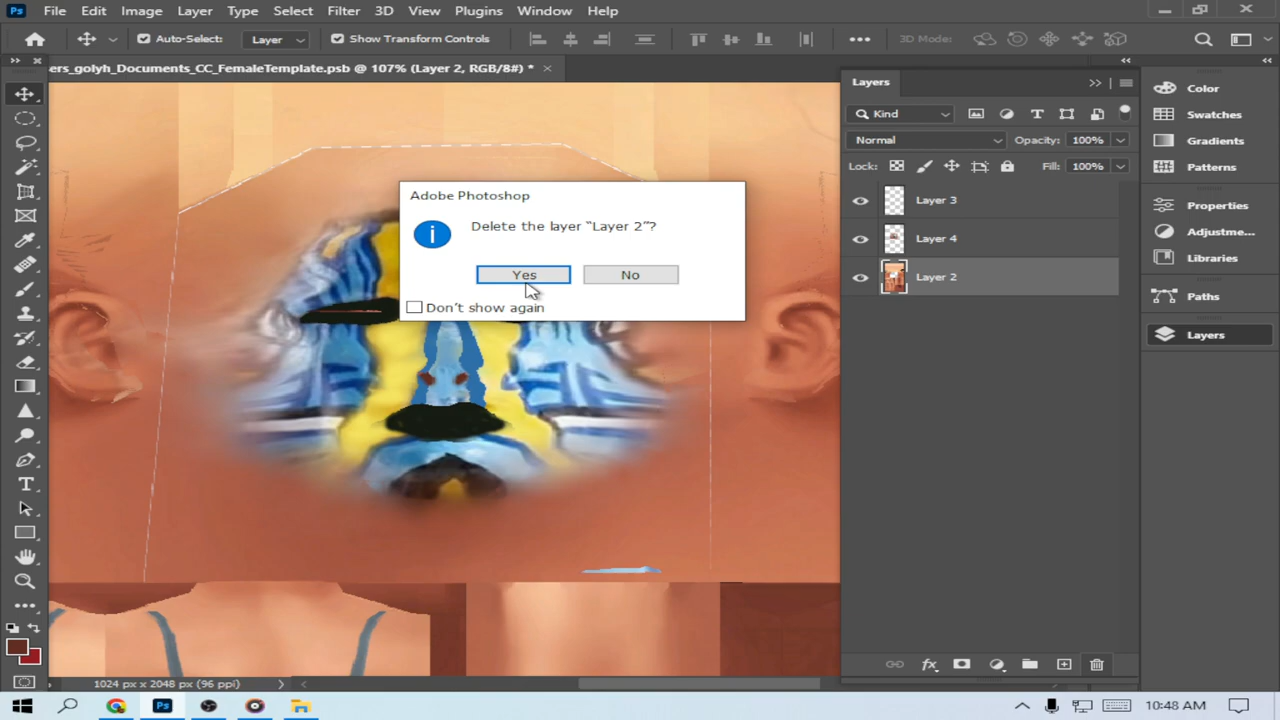 Ps File Edit Image Layer Type Select Filter 3D View Plugins Window Help
Auto-Select: Layer Show Transform Controls 3D Mode:
ers_golyh_Documents_CC_FemaleTemplate.psb @ 107% (Layer 2, RGB/8#) *
Layers
Kind
Normal Opacity: 100%
Lock: Fill: 100%
Layer 3
Layer 4
Layer 2
Color
Swatches
Gradients
Patterns
Properties
Adjustme...
Libraries
Paths
Layers
Adobe Photoshop
Delete the layer “Layer 2”?
Yes No
Don’t show again
1024 px x 2048 px (96 ppi)
Ps 10:48 AM